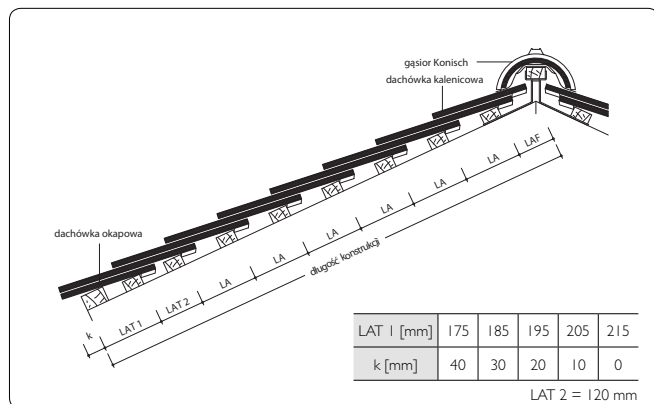 gąsior Konisch
dachówka kalenicowa
dachówka okapowa
LAF
LA
LA
LA
LA
LA
LA
LAT 2
LAT 1
k
długość konstrukcji
LAT 1 [mm] 175 185 195 205 215
k [mm] 40 30 20 10 0
LAT 2 = 120 mm